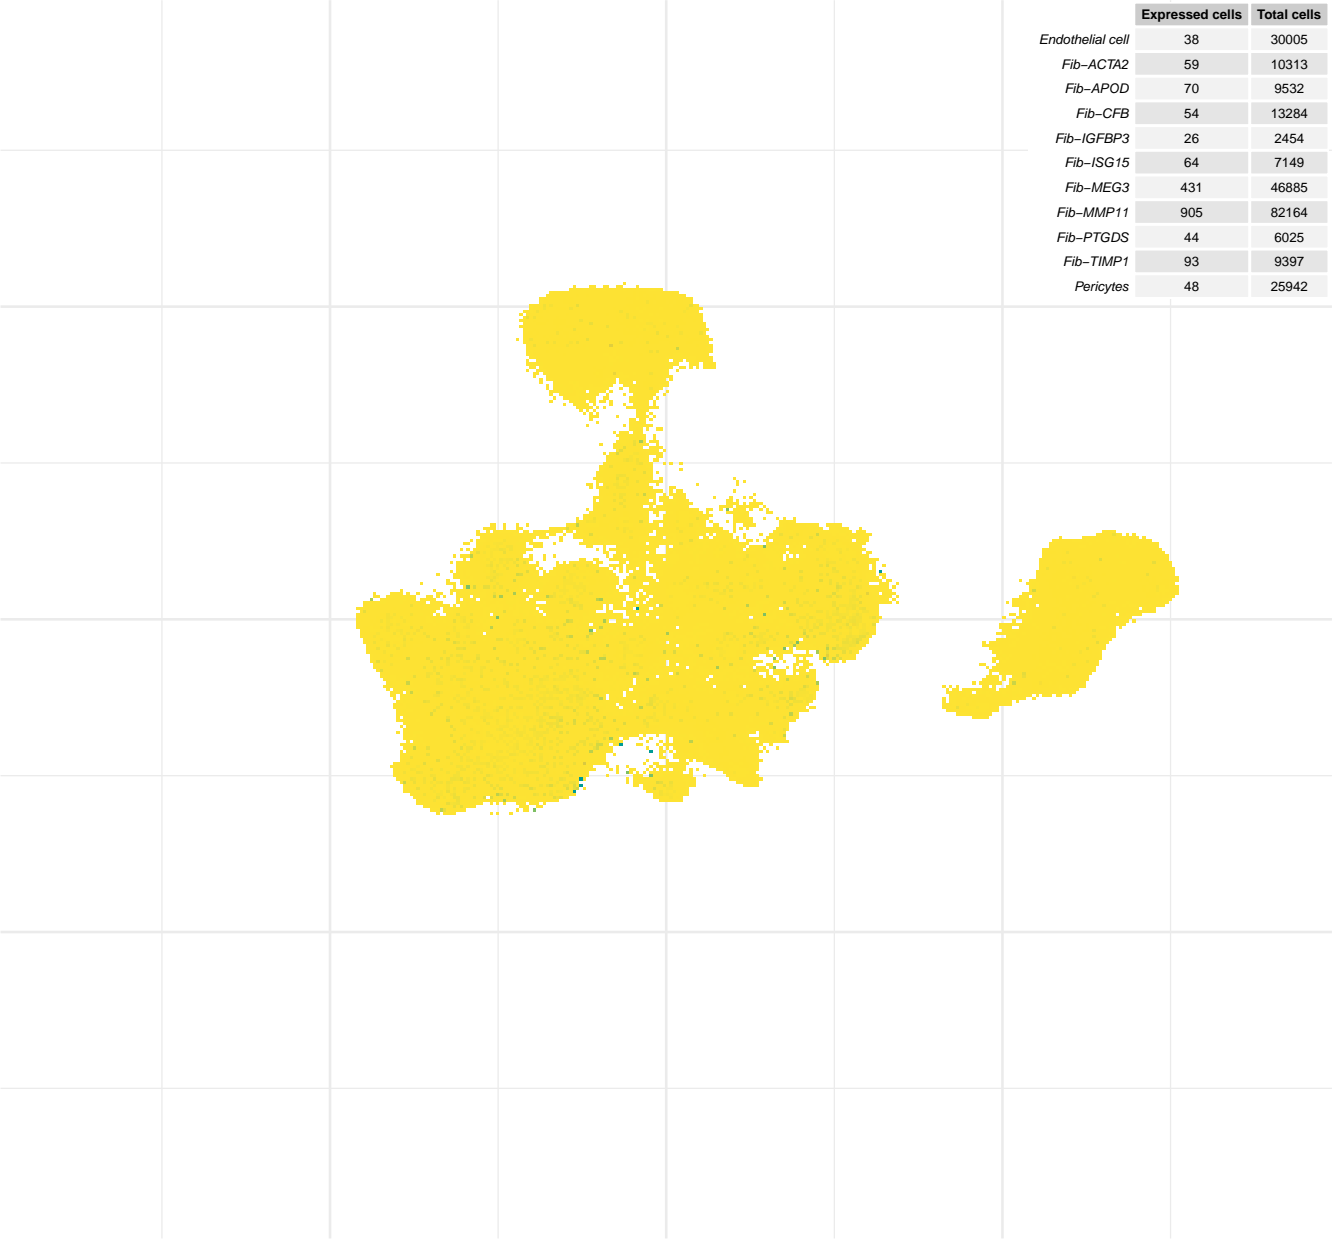 Expressed cells Total cells
Endothelial cell 38 30005
Fib−ACTA2 59 10313
Fib−APOD 70 9532
Fib−CFB 54 13284
Fib−IGFBP3 26 2454
Fib−ISG15 64 7149
Fib−MEG3 431 46885
Fib−MMP11 905 82164
Fib−PTGDS 44 6025
Fib−TIMP1 93 9397
Pericytes 48 25942